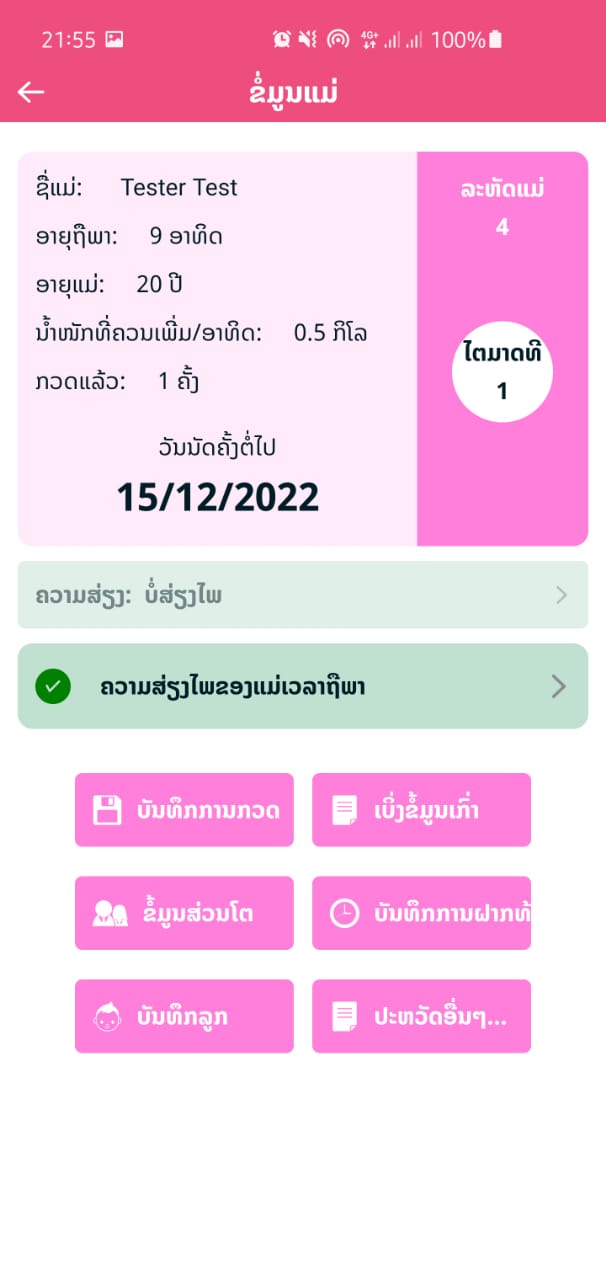 21:55
4G+ 100%
ຂໍ້ມູນແມ່
ຊື່ແມ່: Tester Test
ອາຍຸຖືພາ: 9 ອາທິດ
ອາຍຸແມ່: 20 ປີ
ນ້ຳໜັກທີ່ຄວນເພີ່ມ/ອາທິດ: 0.5 ກິໂລ
ກວດແລ້ວ: 1 ຄັ້ງ
ວັນນັດຄັ້ງຕໍ່ໄປ
15/12/2022
ລະຫັດແມ່
4
ໄຕມາດທີ
1
ຄວາມສ່ຽງ: ບໍ່ສ່ຽງໄພ
ຄວາມສ່ຽງໄພຂອງແມ່ເວລາຖືພາ
ບັນທຶກການກວດ
ເບິ່ງຂໍ້ມູນເກົ່າ
ຂໍ້ມູນສ່ວນໂຕ
ບັນທຶກການຝາກທ້
ບັນທຶກລູກ
ປະຫວັດອື່ນໆ...